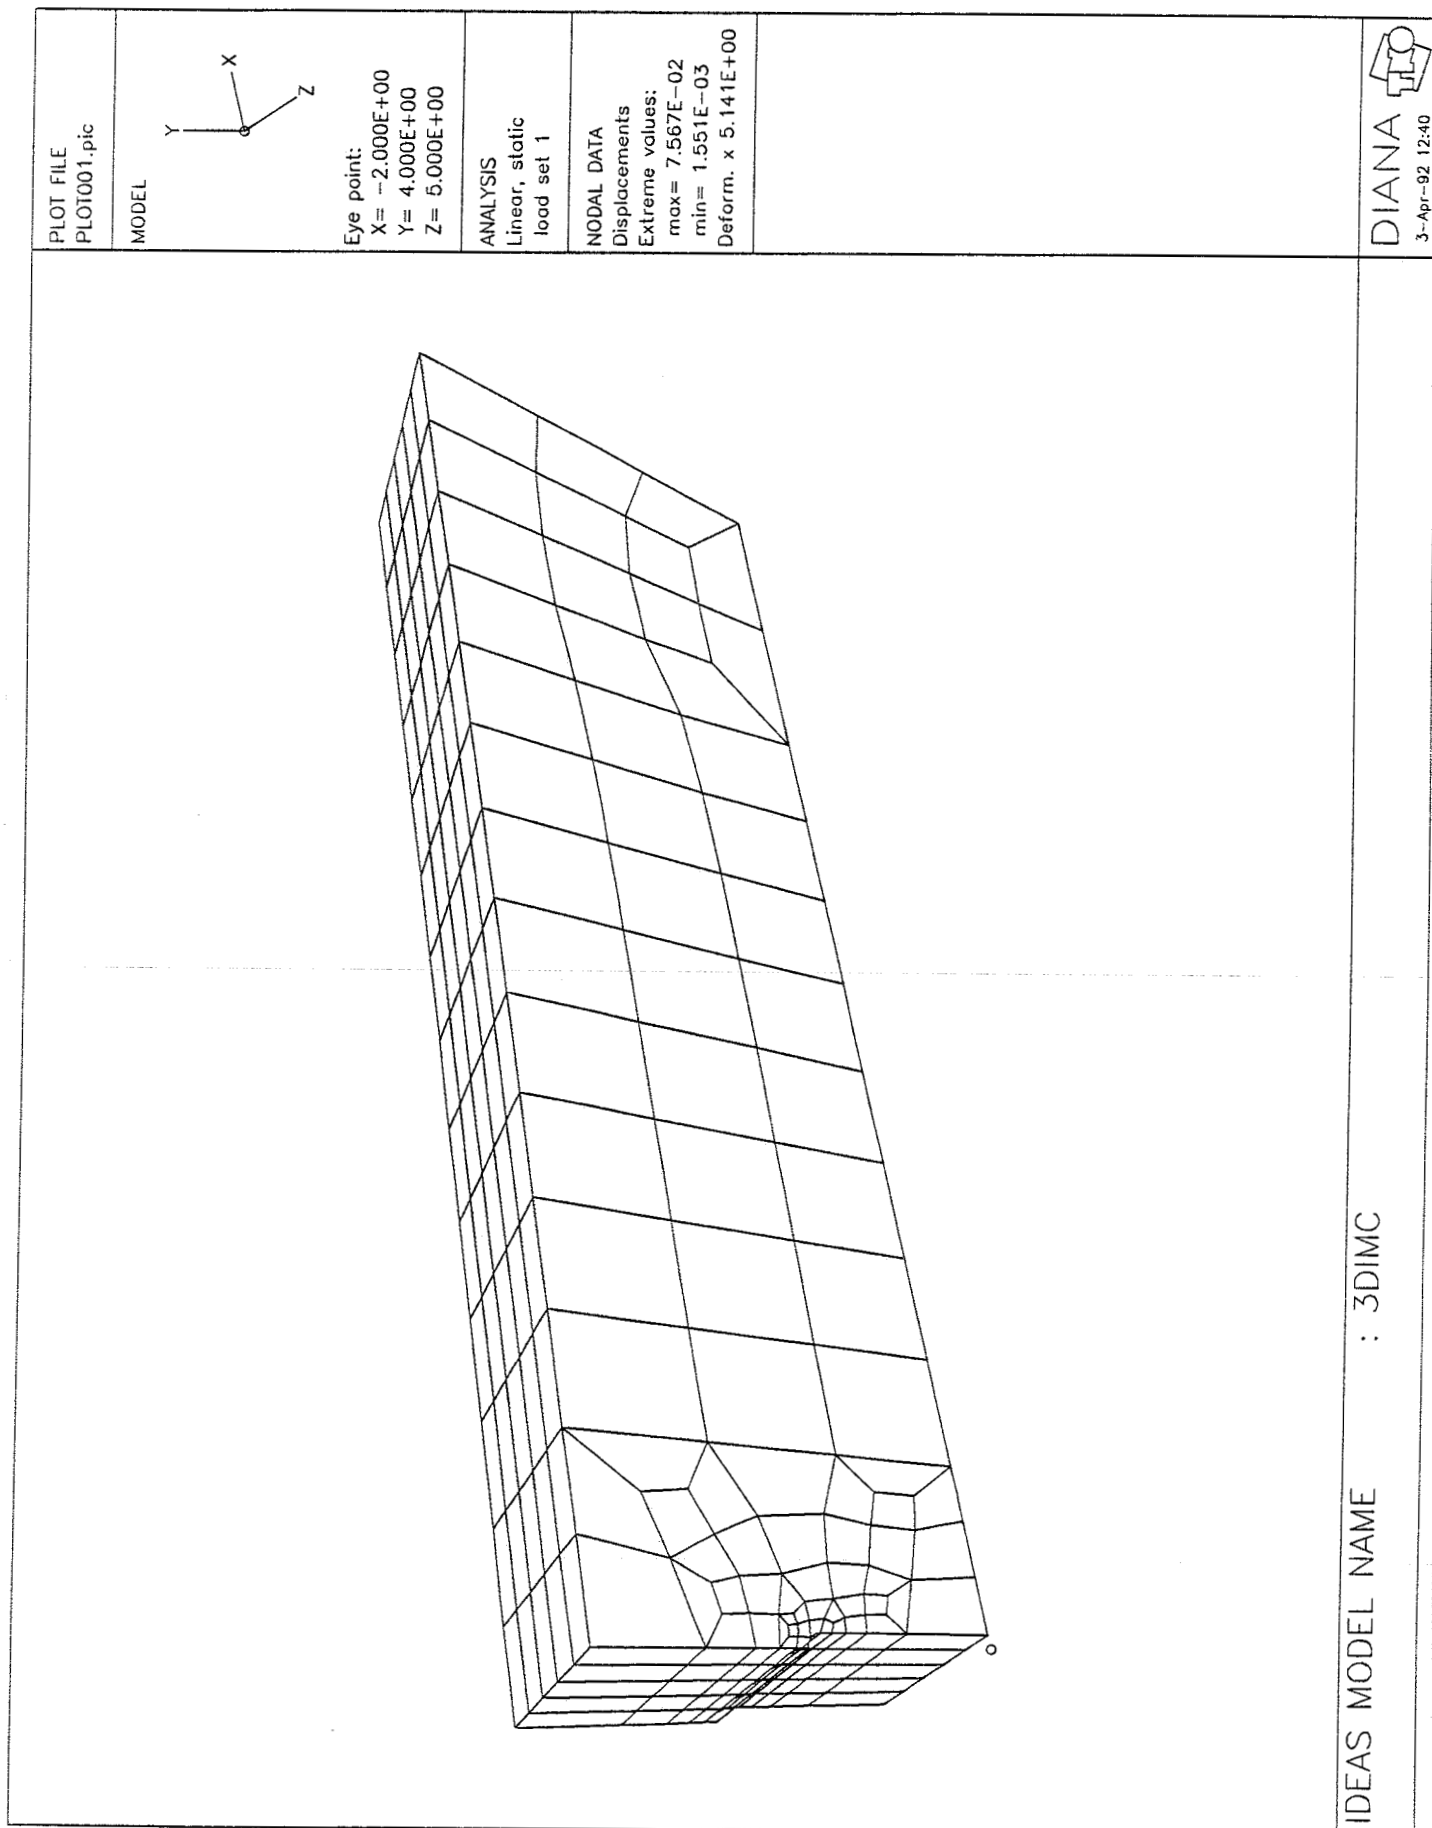 PLOT FILE
PLOT001.pic
MODEL
Y
X
Z
Eye point:
X= -2.000E+00
Y= 4.000E+00
Z= 5.000E+00
ANALYSIS
Linear, static
load set 1
NODAL DATA
Displacements
Extreme values:
max= 7.567E-02
min= 1.551E-03
Deform. x 5.141E+00
IDEAS MODEL NAME : 3DIMC
DIANA
3-Apr-92 12:40